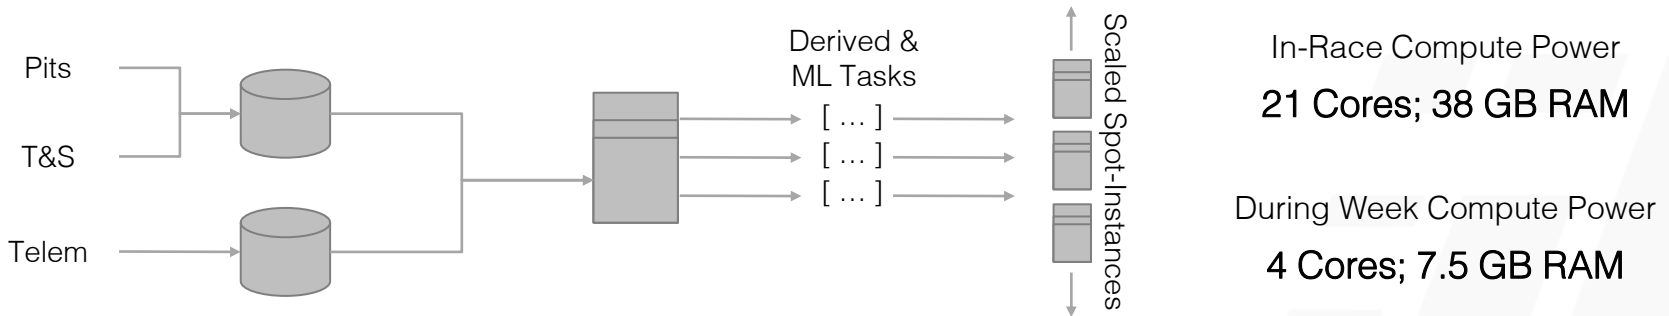 Pits
T&S
Telem
Derived &
ML Tasks
[ ... ]
[ ... ]
[ ... ]
Scaled Spot-Instances
In-Race Compute Power
21 Cores; 38 GB RAM
During Week Compute Power
4 Cores; 7.5 GB RAM